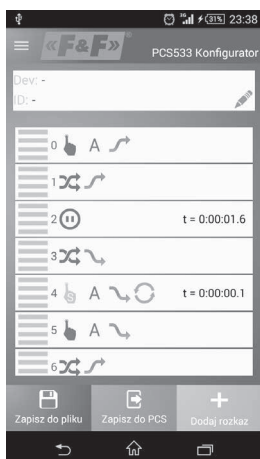 3G 31% 23:38
«F&F» PCS533 Konfigurator
Dev: -
ID: -
0 A
1
2 t = 0:00:01.6
3
4 S A t = 0:00:00.1
5 A
6
Zapisz do pliku Zapisz do PCS Dodaj rozkaz